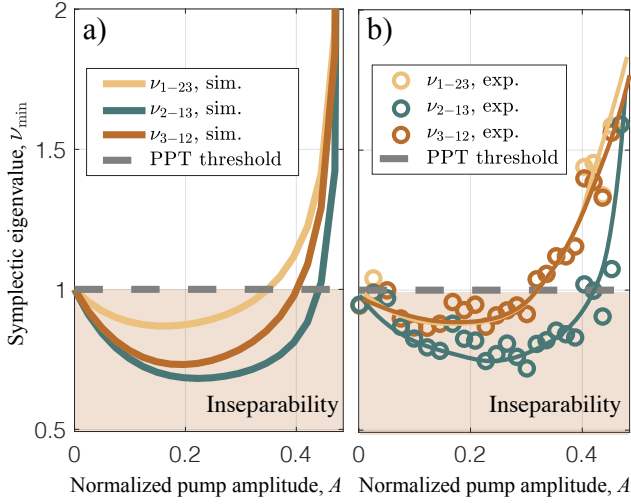 a)
b)
ν1−23, sim.
ν2−13, sim.
ν3−12, sim.
PPT threshold
ν1−23, exp.
ν2−13, exp.
ν3−12, exp.
PPT threshold
Symplectic eigenvalue, νmin
2
1.5
1
0.5
Inseparability
Inseparability
0
0.2
0.4
0
0.2
0.4
Normalized pump amplitude, A
Normalized pump amplitude, A